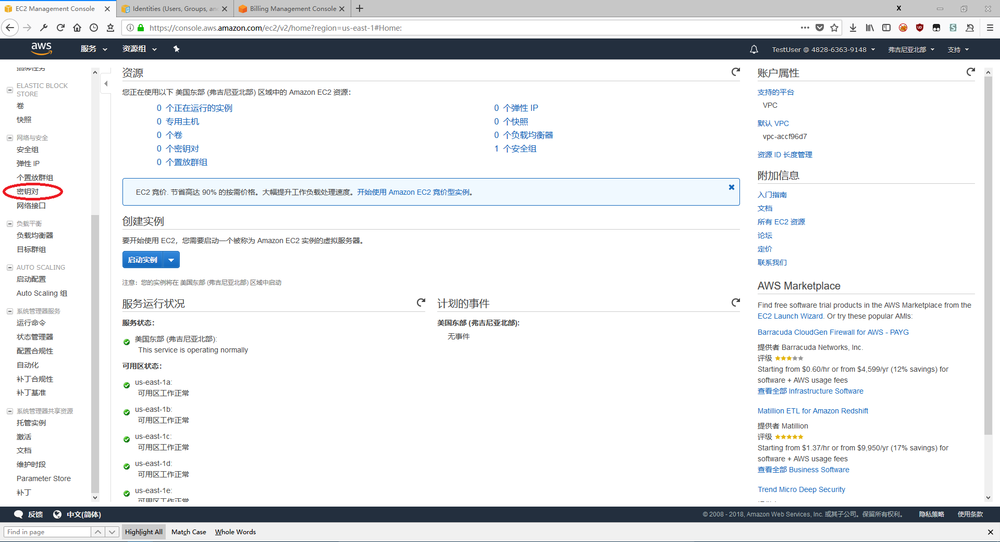 EC2 Management Console
Identities (Users, Groups, an
Billing Management Console
X
https://console.aws.amazon.com/ec2/v2/home?region=us-east-1#Home:
aws
服务
资源组
TestUser @ 4828-6363-9148
弗吉尼亚北部
支持
捆绑任务
ELASTIC BLOCK
STORE
卷
快照
网络与安全
安全组
弹性 IP
个置放群组
密钥对
网络接口
负载平衡
负载均衡器
目标群组
AUTO SCALING
启动配置
Auto Scaling 组
系统管理器服务
运行命令
状态管理器
配置合规性
自动化
补丁合规性
补丁基准
系统管理器共享资源
托管实例
激活
文档
维护时段
Parameter Store
补丁
资源
您正在使用以下 美国东部 (弗吉尼亚北部) 区域中的 Amazon EC2 资源：
0 个正在运行的实例
0 专用主机
0 个卷
0 个密钥对
0 个置放群组
0 个弹性 IP
0 个快照
0 个负载均衡器
1 个安全组
EC2 竞价. 节省高达 90% 的按需价格。大幅提升工作负载处理速度。开始使用 Amazon EC2 竞价型实例。
创建实例
要开始使用 EC2，您需要启动一个被称为 Amazon EC2 实例的虚拟服务器。
启动实例
注意：您的实例将在 美国东部 (弗吉尼亚北部) 区域中启动
服务运行状况
服务状态：
美国东部 (弗吉尼亚北部):
This service is operating normally
可用区状态：
us-east-1a:
可用区工作正常
us-east-1b:
可用区工作正常
us-east-1c:
可用区工作正常
us-east-1d:
可用区工作正常
us-east-1e:
可用区工作正常
计划的事件
美国东部 (弗吉尼亚北部):
无事件
账户属性
支持的平台
VPC
默认 VPC
vpc-accf96d7
资源 ID 长度管理
附加信息
入门指南
文档
所有 EC2 资源
论坛
定价
联系我们
AWS Marketplace
Find free software trial products in the AWS Marketplace from the
EC2 Launch Wizard. Or try these popular AMIs:
Barracuda CloudGen Firewall for AWS - PAYG
提供者 Barracuda Networks, Inc.
评级
Starting from $0.60/hr or from $4,599/yr (12% savings) for
software + AWS usage fees
查看全部 Infrastructure Software
Matillion ETL for Amazon Redshift
提供者 Matillion
评级
Starting from $1.37/hr or from $9,950/yr (17% savings) for
software + AWS usage fees
查看全部 Business Software
Trend Micro Deep Security
反馈
中文(简体)
© 2008 - 2018, Amazon Web Services, Inc. 或其子公司。保留所有权利。
隐私策略
使用条款
Find in page
Highlight All
Match Case
Whole Words